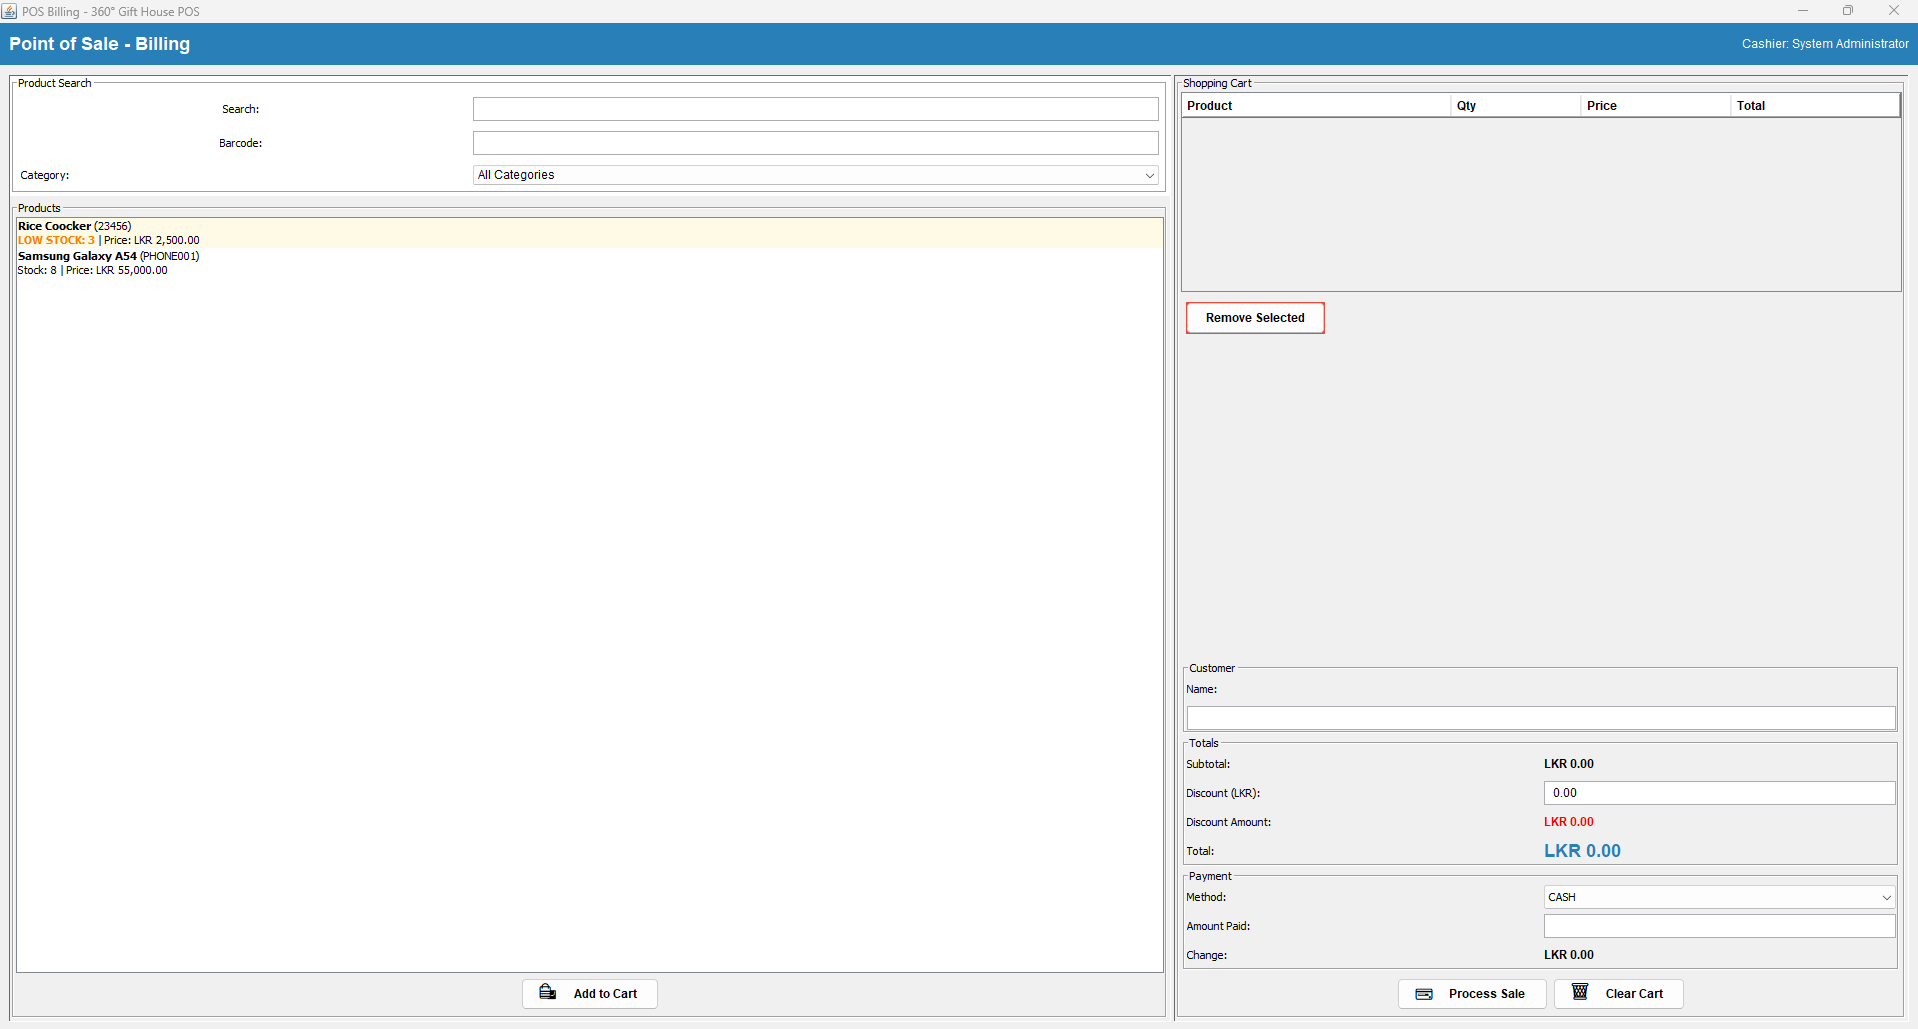 POS Billing - 360° Gift House POS
Point of Sale - Billing
Cashier: System Administrator
Product Search
Search:
Barcode:
Category:
All Categories
Products
Rice Coocker (23456)
LOW STOCK: 3 | Price: LKR 2,500.00
Samsung Galaxy A54 (PHONE001)
Stock: 8 | Price: LKR 55,000.00
Add to Cart
Shopping Cart
Product Qty Price Total
Remove Selected
Customer
Name:
Totals
Subtotal: LKR 0.00
Discount (LKR): 0.00
Discount Amount: LKR 0.00
Total: LKR 0.00
Payment
Method: CASH
Amount Paid:
Change: LKR 0.00
Process Sale
Clear Cart